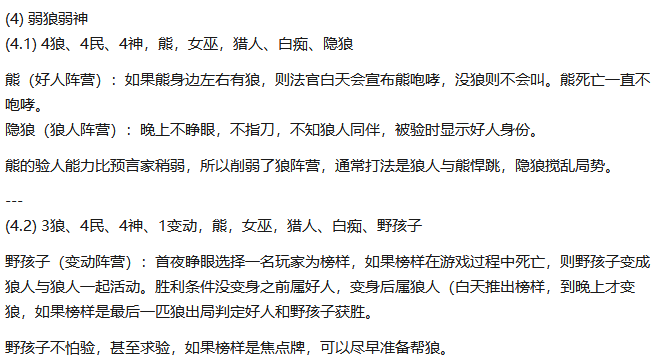 (4) 弱狼弱神
(4.1) 4狼、4民、4神，熊，女巫，猎人、白痴、隐狼
熊（好人阵营）：如果熊身边左右有狼，则法官白天会宣布熊咆哮，没狼则不会叫。熊死亡一直不
咆哮。
隐狼（狼人阵营）：晚上不睁眼，不指刀，不知狼人同伴，被验时显示好人身份。
熊的验人能力比预言家稍弱，所以削弱了狼阵营，通常打法是狼人与熊悍跳，隐狼搅乱局势。
---
(4.2) 3狼、4民、4神、1变动，熊，女巫，猎人、白痴、野孩子
野孩子（变动阵营）：首夜睁眼选择一名玩家为榜样，如果榜样在游戏过程中死亡，则野孩子变成
狼人与狼人一起活动。胜利条件没变身之前属好人，变身后属狼人（白天推出榜样，到晚上才变
狼，如果榜样是最后一匹狼出局判定好人和野孩子获胜。
野孩子不怕验，甚至求验，如果榜样是焦点牌，可以尽早准备帮狼。